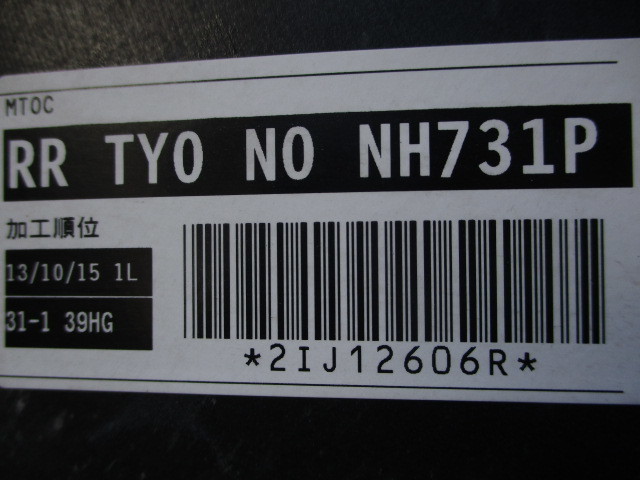 MTOC
RR TYO NO NH731P
加工順位
13/10/15 1L
31-1 39HG
*2IJ12606R*